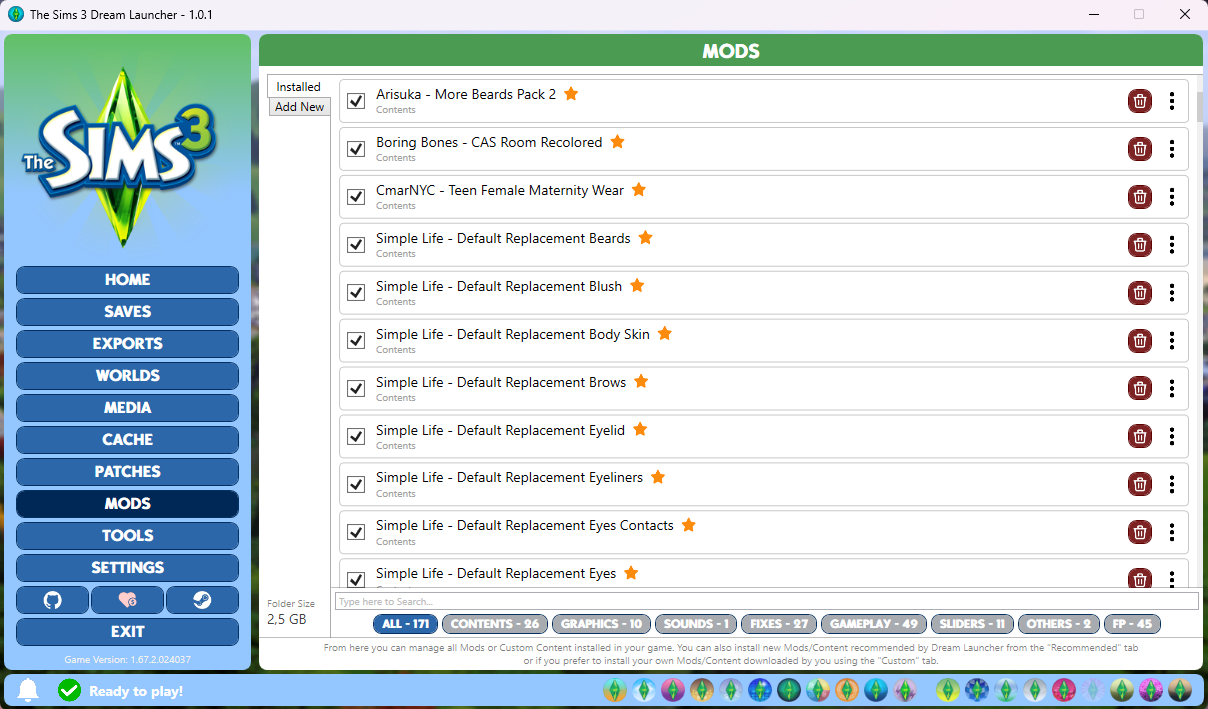 The Sims 3 Dream Launcher - 1.0.1
The SIMS 3
HOME
SAVES
EXPORTS
WORLDS
MEDIA
CACHE
PATCHES
MODS
TOOLS
SETTINGS
EXIT
Game Version: 1.67.2.024037
MODS
Installed
Add New
Arisuka - More Beards Pack 2
Contents
Boring Bones - CAS Room Recolored
Contents
CmarNYC - Teen Female Maternity Wear
Contents
Simple Life - Default Replacement Beards
Contents
Simple Life - Default Replacement Blush
Contents
Simple Life - Default Replacement Body Skin
Contents
Simple Life - Default Replacement Brows
Contents
Simple Life - Default Replacement Eyelid
Contents
Simple Life - Default Replacement Eyeliners
Contents
Simple Life - Default Replacement Eyes Contacts
Contents
Simple Life - Default Replacement Eyes
Folder Size
2,5 GB
Type here to Search...
ALL - 171 CONTENTS - 26 GRAPHICS - 10 SOUNDS - 1 FIXES - 27 GAMEPLAY - 49 SLIDERS - 11 OTHERS - 2 FP - 45
From here you can manage all Mods or Custom Content installed in your game. You can also install new Mods/Content recommended by Dream Launcher from the "Recommended" tab
or if you prefer to install your own Mods/Content downloaded by you using the "Custom" tab.
Ready to play!